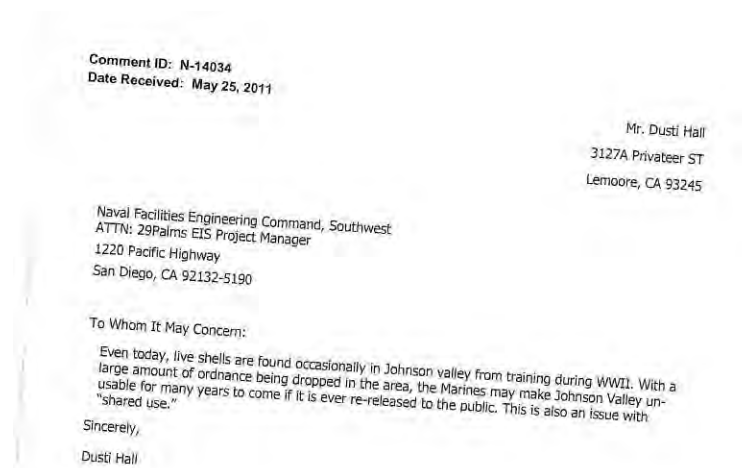 Comment ID: N-14034
Date Received: May 25, 2011
Mr. Dusti Hall
3127A Privateer ST
Lemoore, CA 93245
Naval Facilities Engineering Command, Southwest
ATTN: 29Palms EIS Project Manager
1220 Pacific Highway
San Diego, CA 92132-5190
To Whom It May Concern:
Even today, live shells are found occasionally in Johnson valley from training during WWII. With a
large amount of ordnance being dropped in the area, the Marines may make Johnson Valley un-
usable for many years to come if it is ever re-released to the public. This is also an issue with
"shared use."
Sincerely,
Dusti Hall